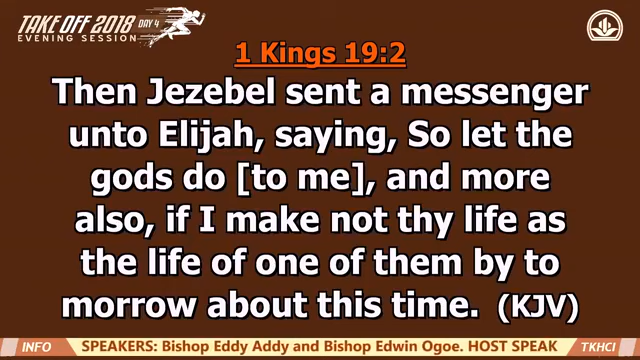 TAKE OFF 2018 DAY 4
EVENING SESSION
1 Kings 19:2
Then Jezebel sent a messenger
unto Elijah, saying, So let the
gods do [to me], and more
also, if I make not thy life as
the life of one of them by to
morrow about this time. (KJV)
INFO SPEAKERS: Bishop Eddy Addy and Bishop Edwin Ogoe. HOST SPEAK TKHCI